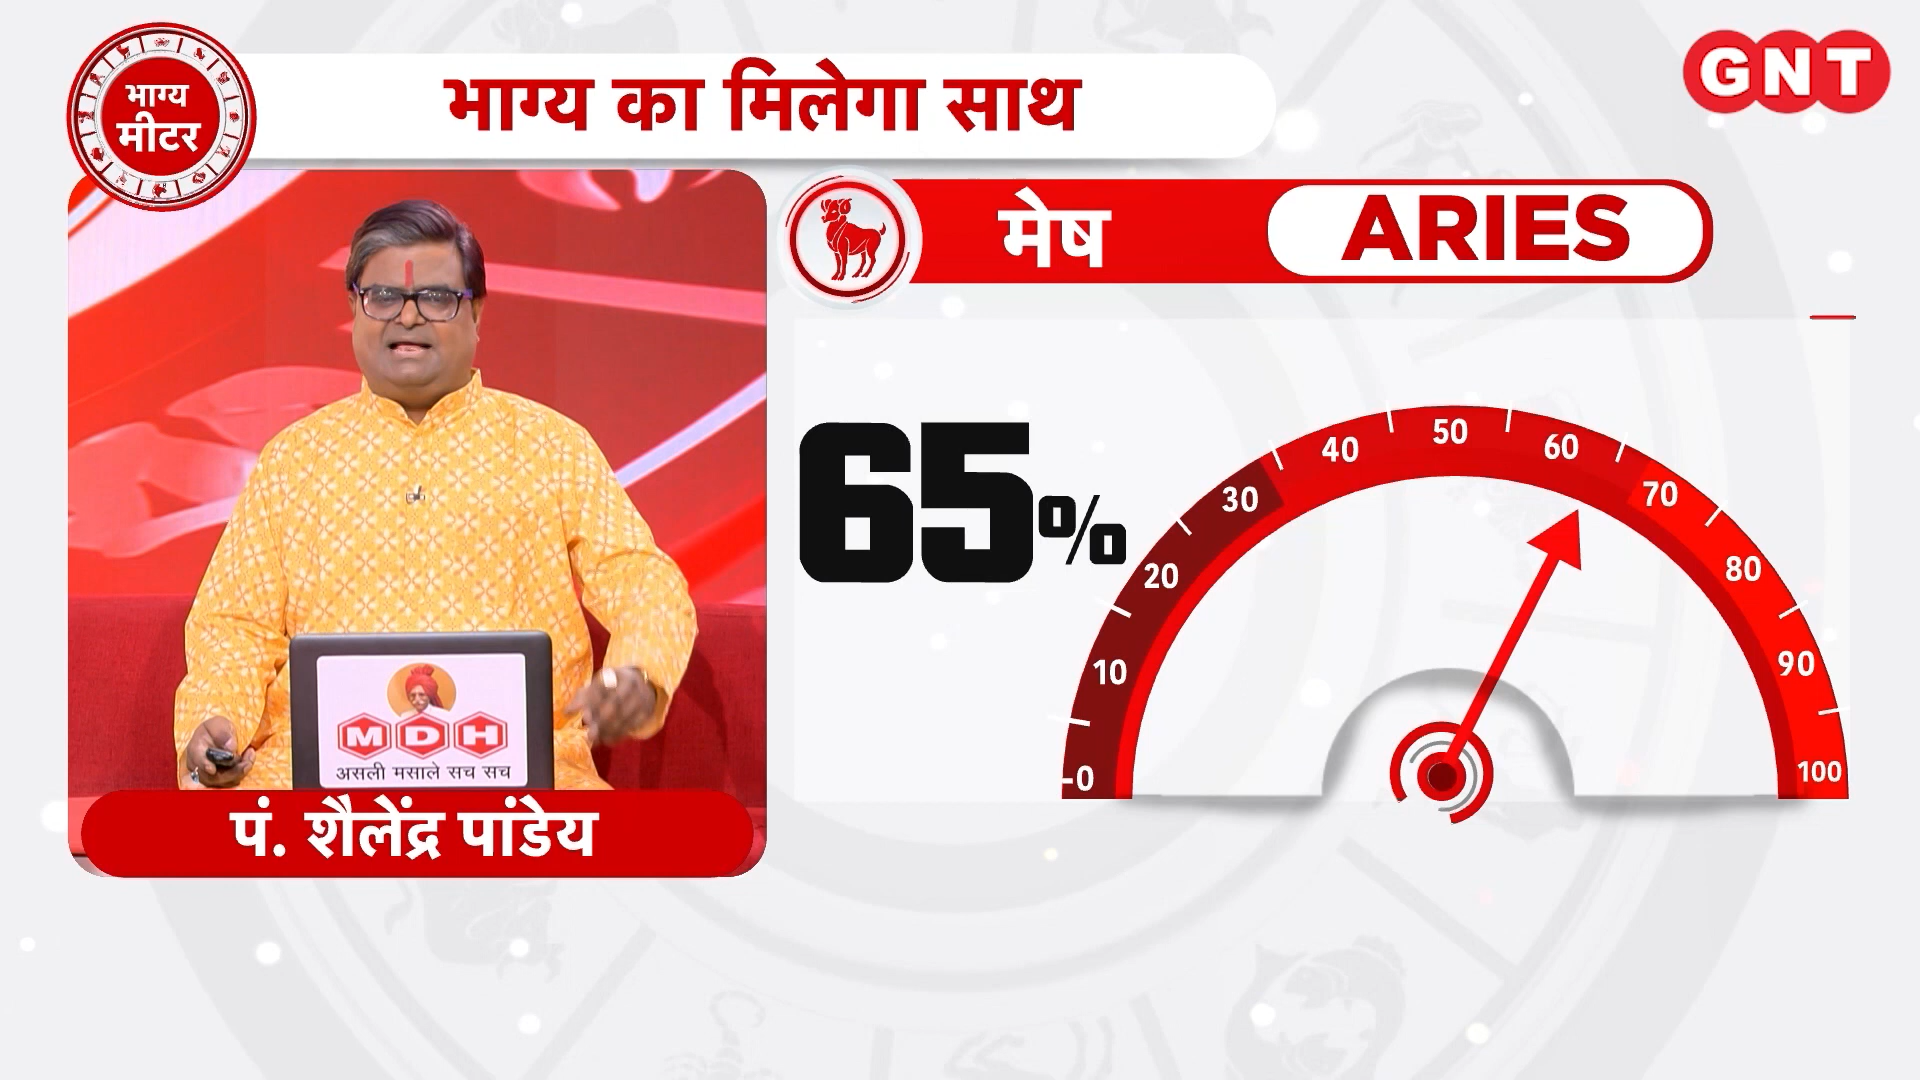 भाग्य
मीटर
भाग्य का मिलेगा साथ
GNT
मेष
ARIES
65%
0
10
20
30
40
50
60
70
80
90
100
MDH
असली मसाले सच सच
पं. शैलेंद्र पांडेय